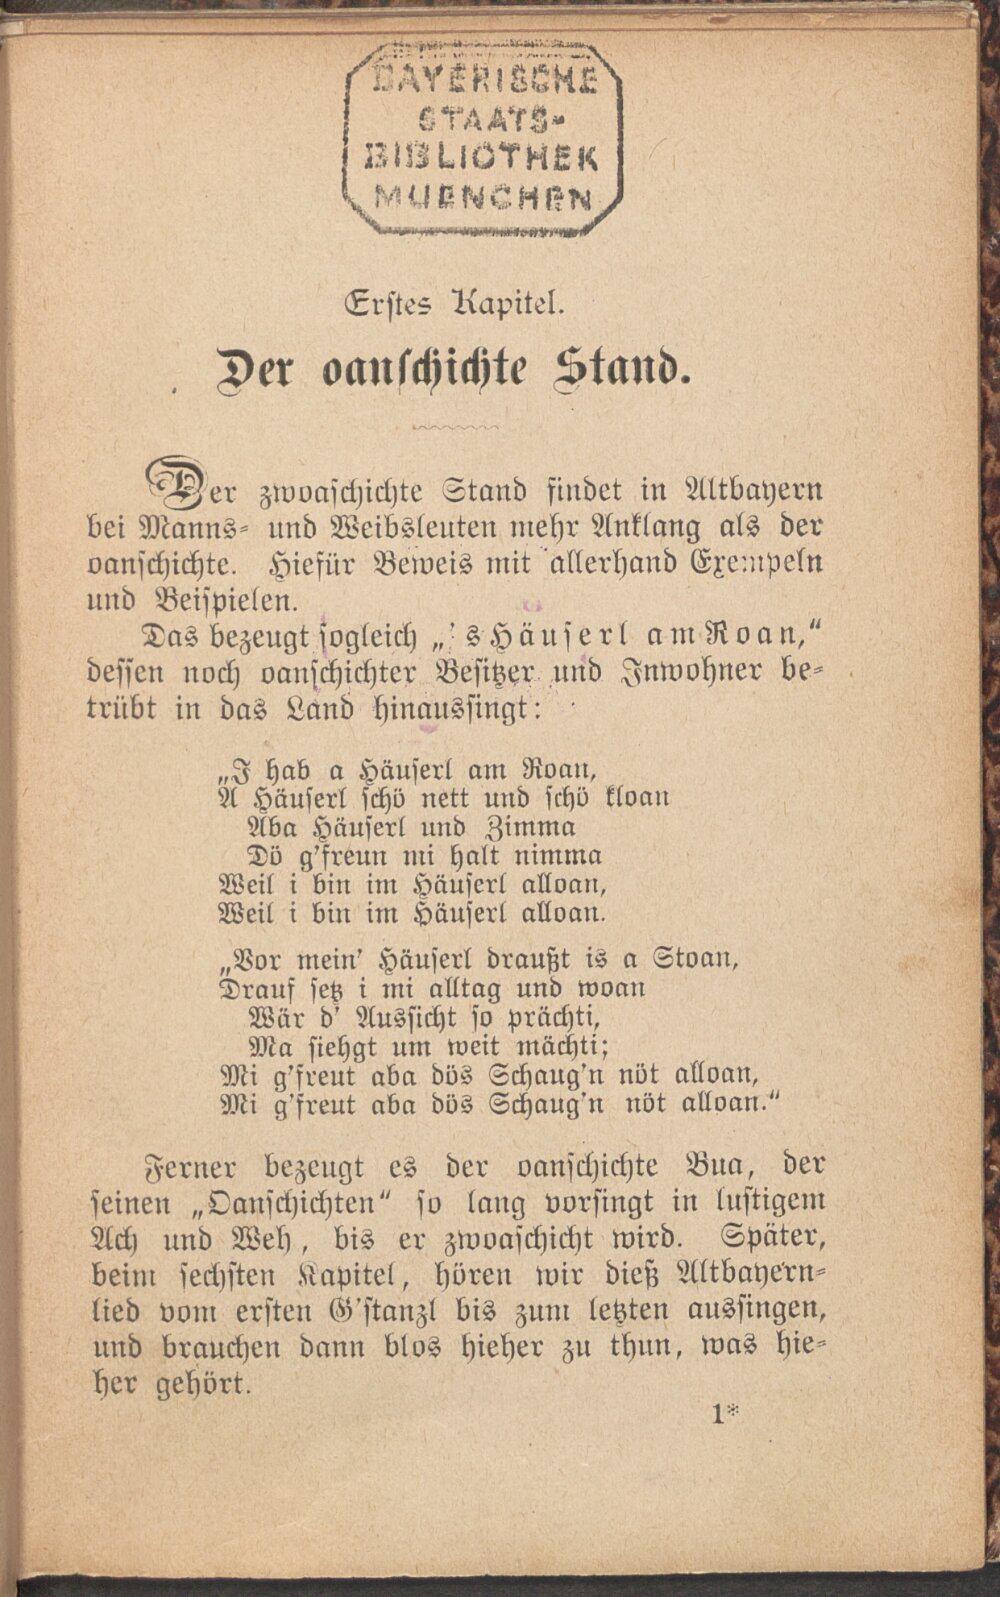 BAYERISCHE
STAATS-
BIBLIOTHEK
MUENCHEN
Erstes Kapitel.
Der oanschichte Stand.
Der zwoaschichte Stand findet in Altbayern
bei Manns- und Weibsleuten mehr Anklang als der
oanschichte. Hiefür Beweis mit allerhand Exempeln
und Beispielen.
Das bezeugt sogleich „'s Häuserl am Roan,“
dessen noch oanschichter Besitzer und Inwohner be-
trübt in das Land hinaussingt:
„I hab a Häuserl am Roan,
A Häuserl schö nett und schö kloan
Aba Häuserl und Zimma
Dö g'freun mi halt nimma
Weil i bin im Häuserl alloan,
Weil i bin im Häuserl alloan.
„Vor mein' Häuserl draußt is a Stoan,
Drauf setz i mi alltag und woan
Wär d' Aussicht so prächti,
Ma siehgt um weit mächti;
Mi g'freut aba dös Schaug'n nöt alloan,
Mi g'freut aba dös Schaug'n nöt alloan.“
Ferner bezeugt es der oanschichte Bua, der
seinen „Oanschichten“ so lang vorsingt in lustigem
Ach und Weh, bis er zwoaschicht wird. Später,
beim sechsten Kapitel, hören wir dieß Altbayern-
lied vom ersten G'stanzl bis zum letzten aussingen,
und brauchen dann blos hieher zu thun, was hie-
her gehört.
1*